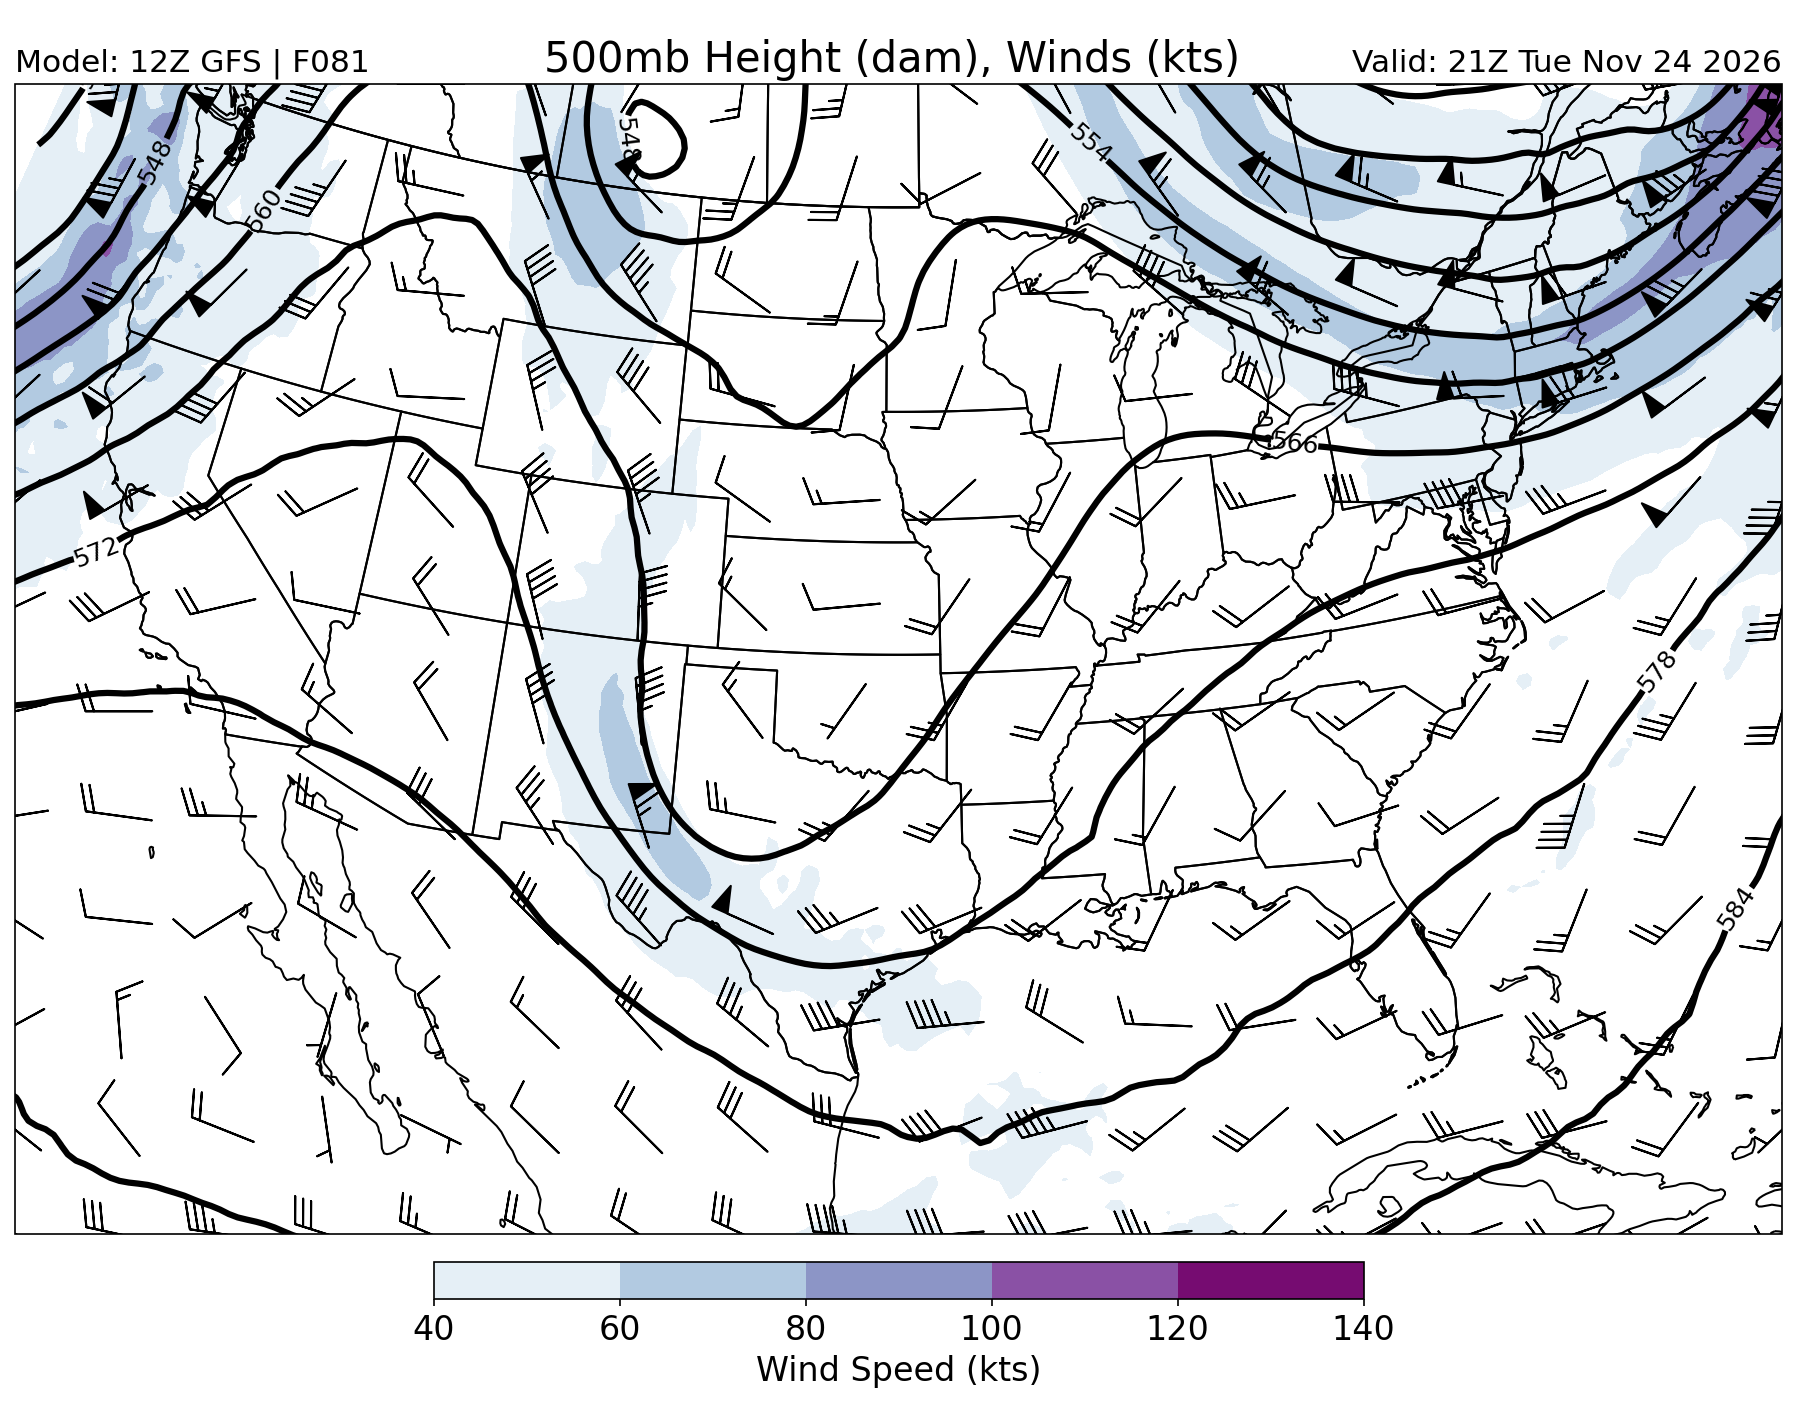 Model: 12Z GFS | F081
500mb Height (dam), Winds (kts)
Valid: 21Z Tue Nov 24 2026
548
548
554
560
566
572
578
584
40 60 80 100 120 140
Wind Speed (kts)